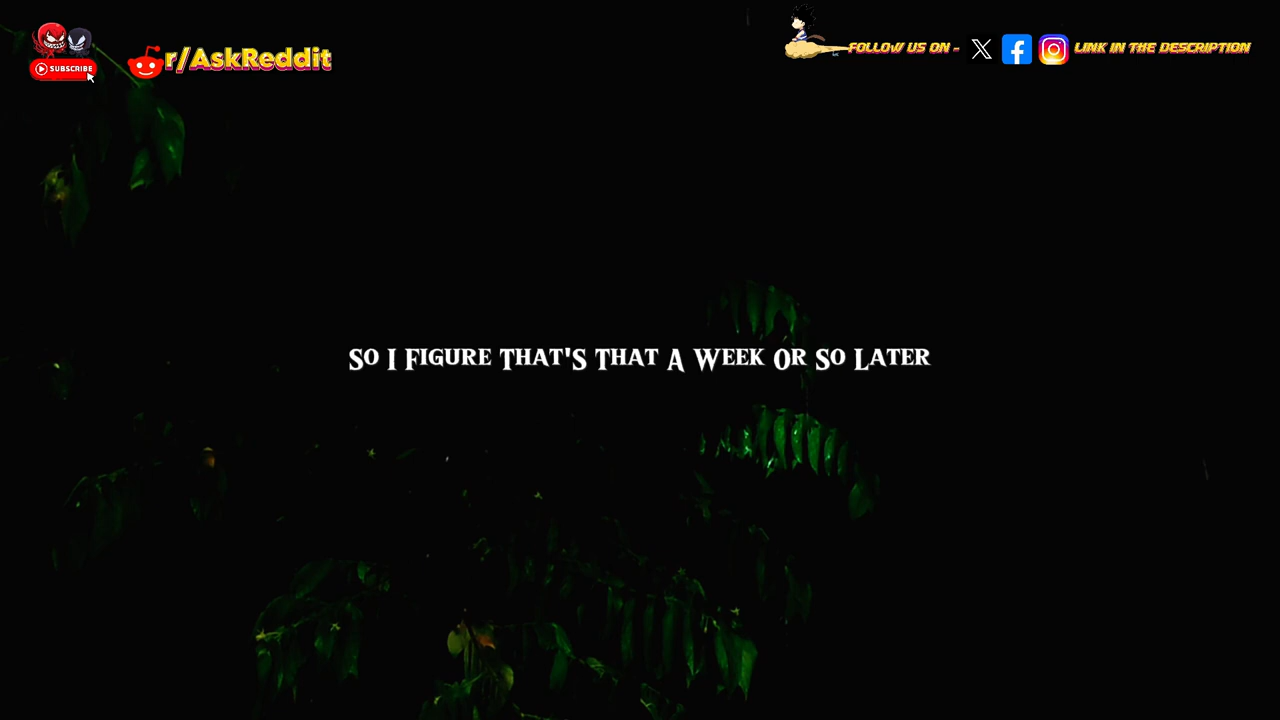 SUBSCRIBE
r/AskReddit
FOLLOW US ON -
LINK IN THE DESCRIPTION
So I Figure That'S That A Week Or So Later